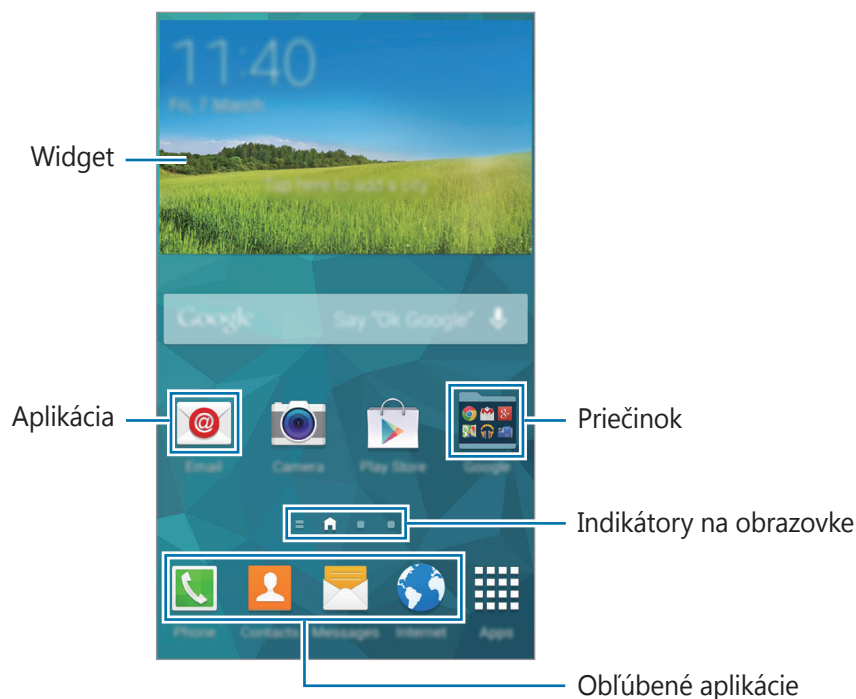 11:40
Fri, 7 March
Widget
Tap here to add a city
Google Say "Ok Google"
Aplikácia
Priečinok
Email Camera Play Store Google
Indikátory na obrazovke
Phone Contacts Messages Internet Apps
Obľúbené aplikácie